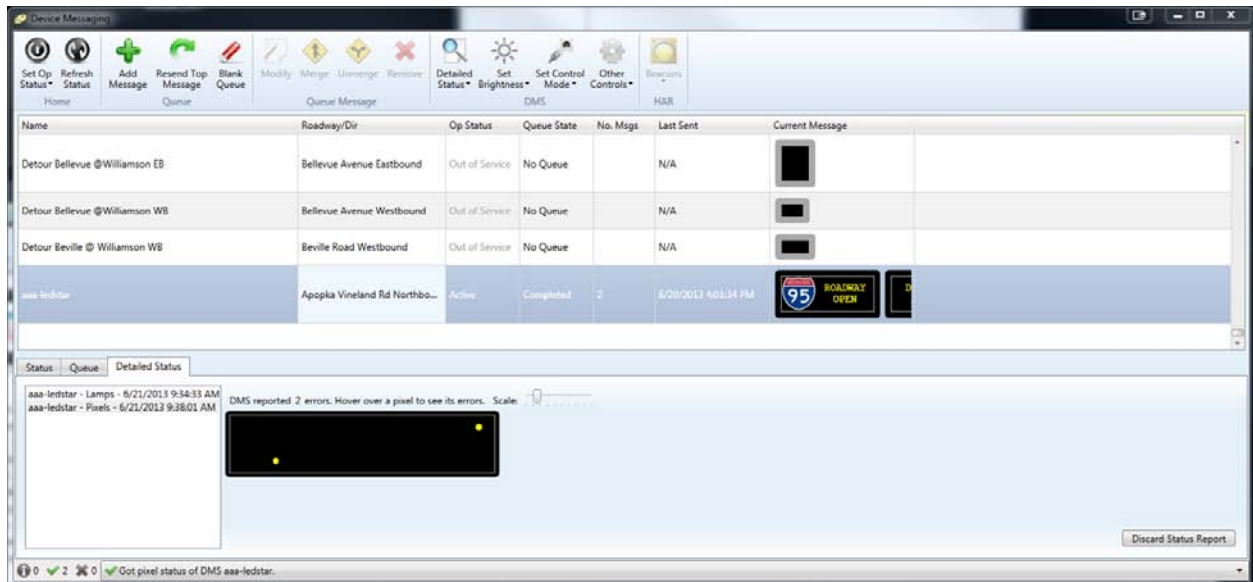 Device Messaging
Set Op Status
Refresh Status
Add Message
Resend Top Message
Blank Queue
Modify
Merge
Unmerge
Remove
Detailed Status
Set Brightness
Set Control Mode
Other Controls
Beacons
Home
Queue
Queue Message
DMS
HAR
Name Roadway/Dir Op Status Queue State No. Msgs Last Sent Current Message
Detour Bellevue @Williamson EB Bellevue Avenue Eastbound Out of Service No Queue N/A
Detour Bellevue @Williamson WB Bellevue Avenue Westbound Out of Service No Queue N/A
Detour Beville @ Williamson WB Beville Road Westbound Out of Service No Queue N/A
aaa-ledstar Apopka Vineland Rd Northbo... Active Completed 2 6/20/2013 4:01:34 PM
95 ROADWAY D
OPEN
Status Queue Detailed Status
aaa-ledstar - Lamps - 6/21/2013 9:34:33 AM
aaa-ledstar - Pixels - 6/21/2013 9:38:01 AM
DMS reported 2 errors. Hover over a pixel to see its errors. Scale:
Discard Status Report
0 2 0 Got pixel status of DMS aaa-ledstar.